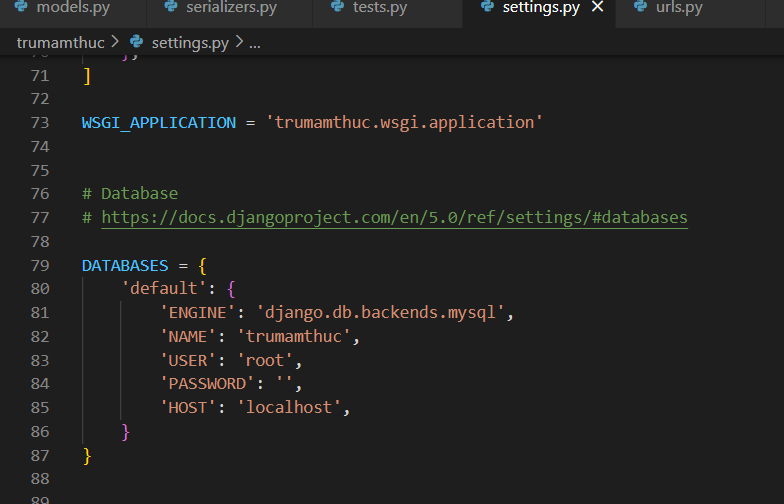 models.py serializers.py tests.py settings.py × urls.py
trumamthuc > settings.py > ...
71 ]
72
73 WSGI_APPLICATION = 'trumamthuc.wsgi.application'
74
75
76 # Database
77 # https://docs.djangoproject.com/en/5.0/ref/settings/#databases
78
79 DATABASES = {
80     'default': {
81         'ENGINE': 'django.db.backends.mysql',
82         'NAME': 'trumamthuc',
83         'USER': 'root',
84         'PASSWORD': '',
85         'HOST': 'localhost',
86     }
87 }
88